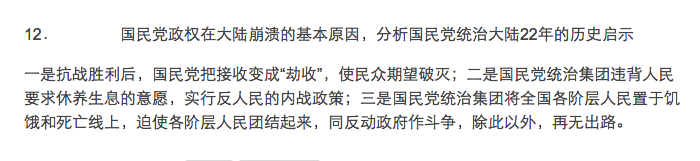 12. 国民党政权在大陆崩溃的基本原因，分析国民党统治大陆22年的历史启示
一是抗战胜利后，国民党把接收变成“劫收”，使民众期望破灭；二是国民党统治集团违背人民
要求休养生息的意愿，实行反人民的内战政策；三是国民党统治集团将全国各阶层人民置于饥
饿和死亡线上，迫使各阶层人民团结起来，同反动政府作斗争，除此以外，再无出路。